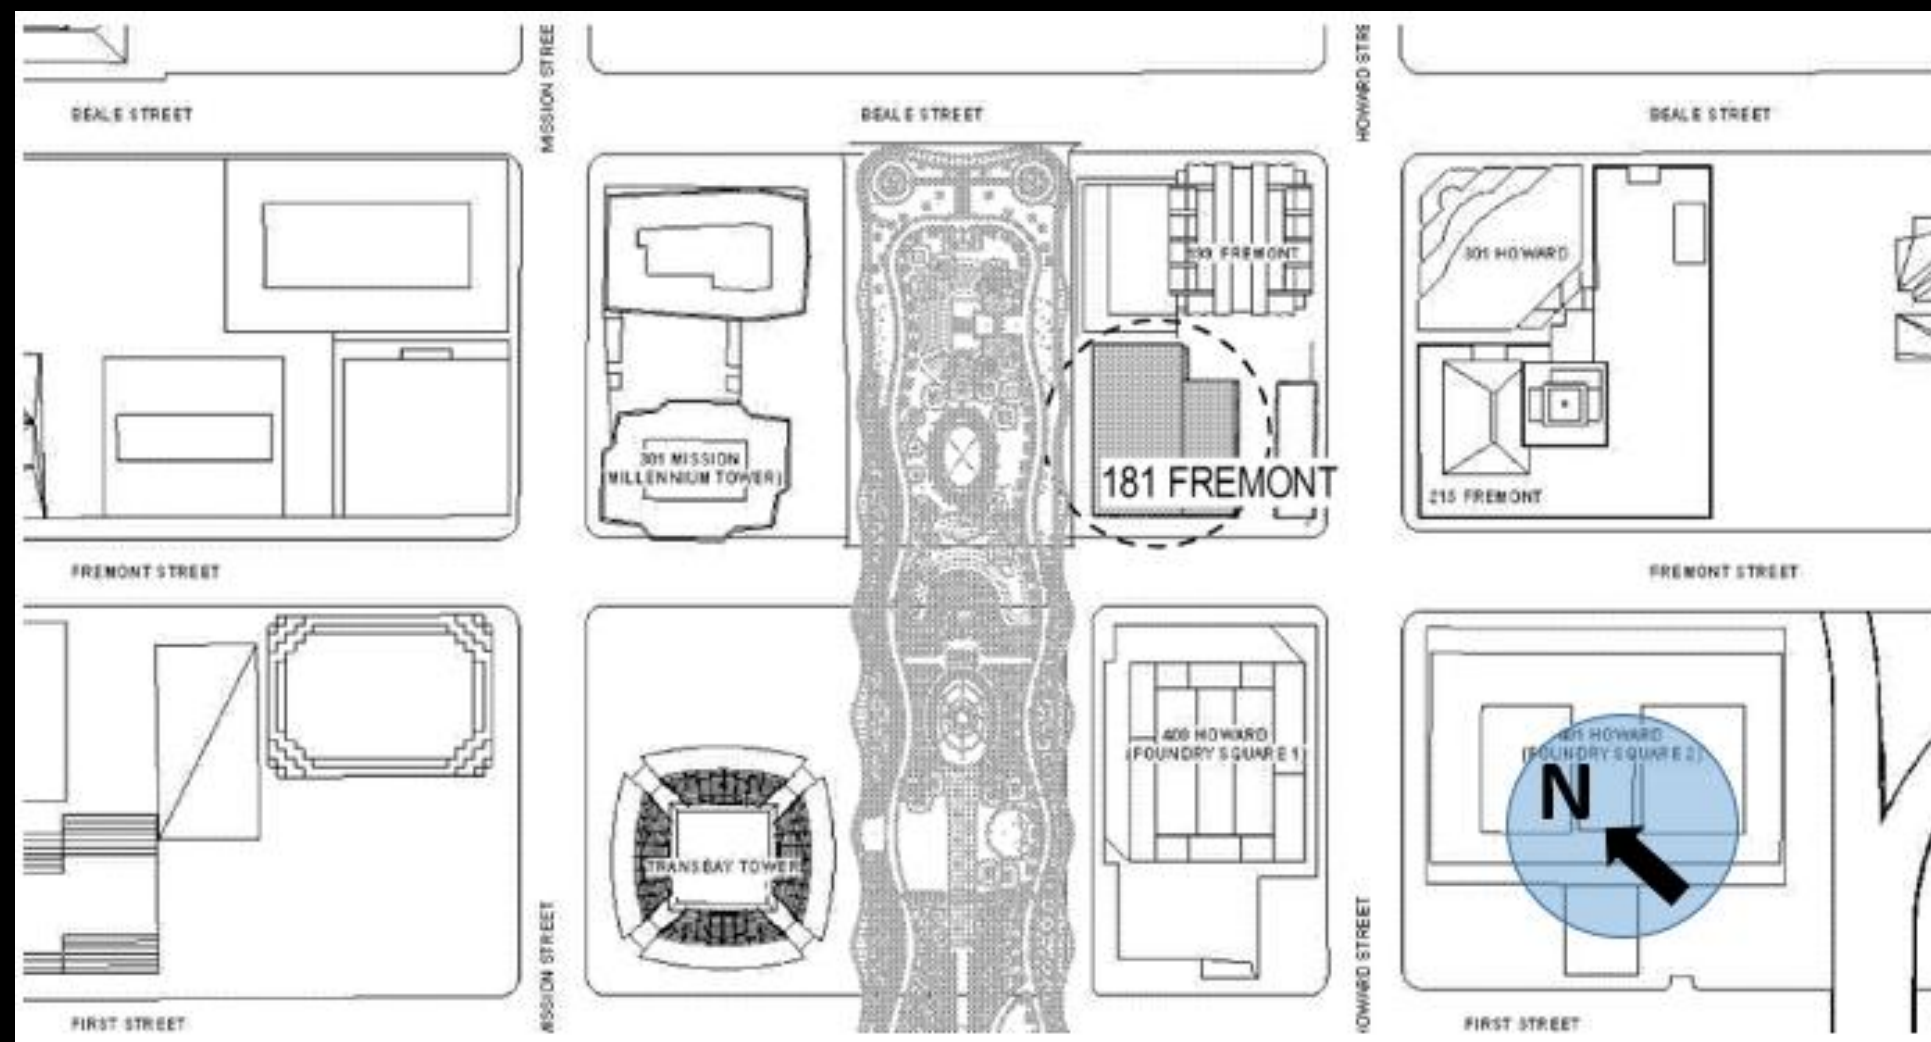 MISSION STREE
HOWARD STRE
BEALE STREET
BEALE STREET
BEALE STREET
199 FREMONT
301 HOWARD
301 MISSION
MILLENNIUM TOWER)
181 FREMONT
215 FREMONT
FREMONT STREET
FREMONT STREET
400 HOWARD
(FOUNDRY SQUARE 1)
401 HOWARD
(FOUNDRY SQUARE 2)
N
TRANSBAY TOWER
MISSION STREET
HOWARD STREET
FIRST STREET
FIRST STREET